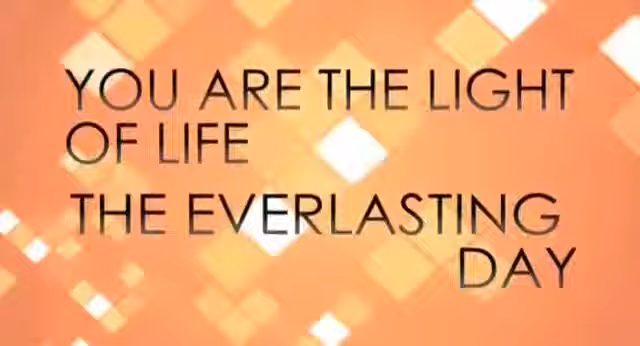 YOU ARE THE LIGHT
OF LIFE
THE EVERLASTING
DAY